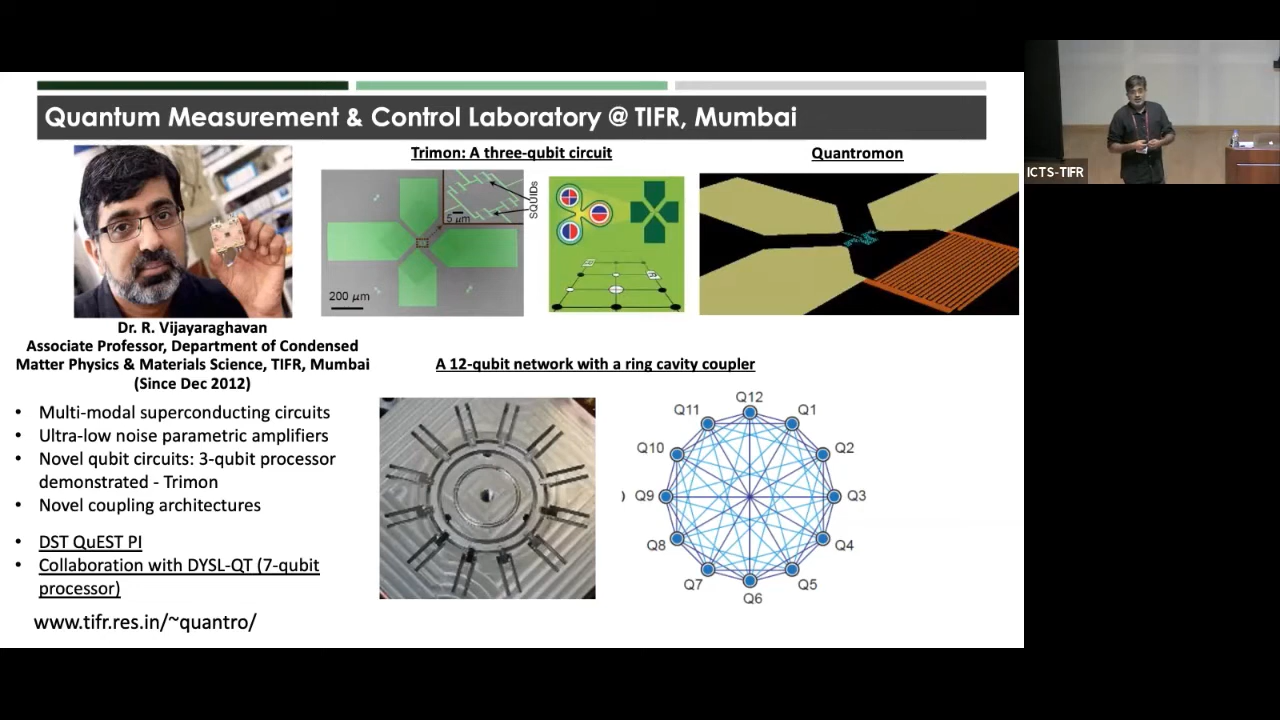 Quantum Measurement & Control Laboratory @ TIFR, Mumbai
Trimon: A three-qubit circuit
Quantromon
SQUIDs
5 μm
200 μm
ICTS-TIFR
Dr. R. Vijayaraghavan
Associate Professor, Department of Condensed
Matter Physics & Materials Science, TIFR, Mumbai
(Since Dec 2012)
• Multi-modal superconducting circuits
• Ultra-low noise parametric amplifiers
• Novel qubit circuits: 3-qubit processor
demonstrated - Trimon
• Novel coupling architectures
• DST QuEST PI
• Collaboration with DYSL-QT (7-qubit
processor)
www.tifr.res.in/~quantro/
A 12-qubit network with a ring cavity coupler
Q12
Q11
Q1
Q10
Q2
) Q9
Q3
Q8
Q4
Q7
Q5
Q6